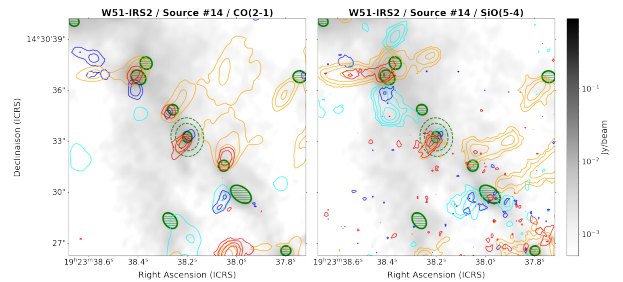 W51-IRS2 / Source #14 / CO(2-1)
W51-IRS2 / Source #14 / SiO(5-4)
14°30'39"
36"
33"
30"
27"
Declinaison (ICRS)
19ʰ23ᵐ38.6ˢ 38.4ˢ 38.2ˢ 38.0ˢ 37.8ˢ
19ʰ23ᵐ38.6ˢ 38.4ˢ 38.2ˢ 38.0ˢ 37.8ˢ
Right Ascension (ICRS)
Right Ascension (ICRS)
10⁻¹
10⁻²
10⁻³
Jy/beam